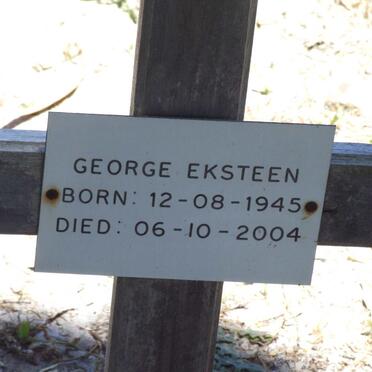 GEORGE EKSTEEN
BORN: 12-08-1945
DIED: 06-10-2004